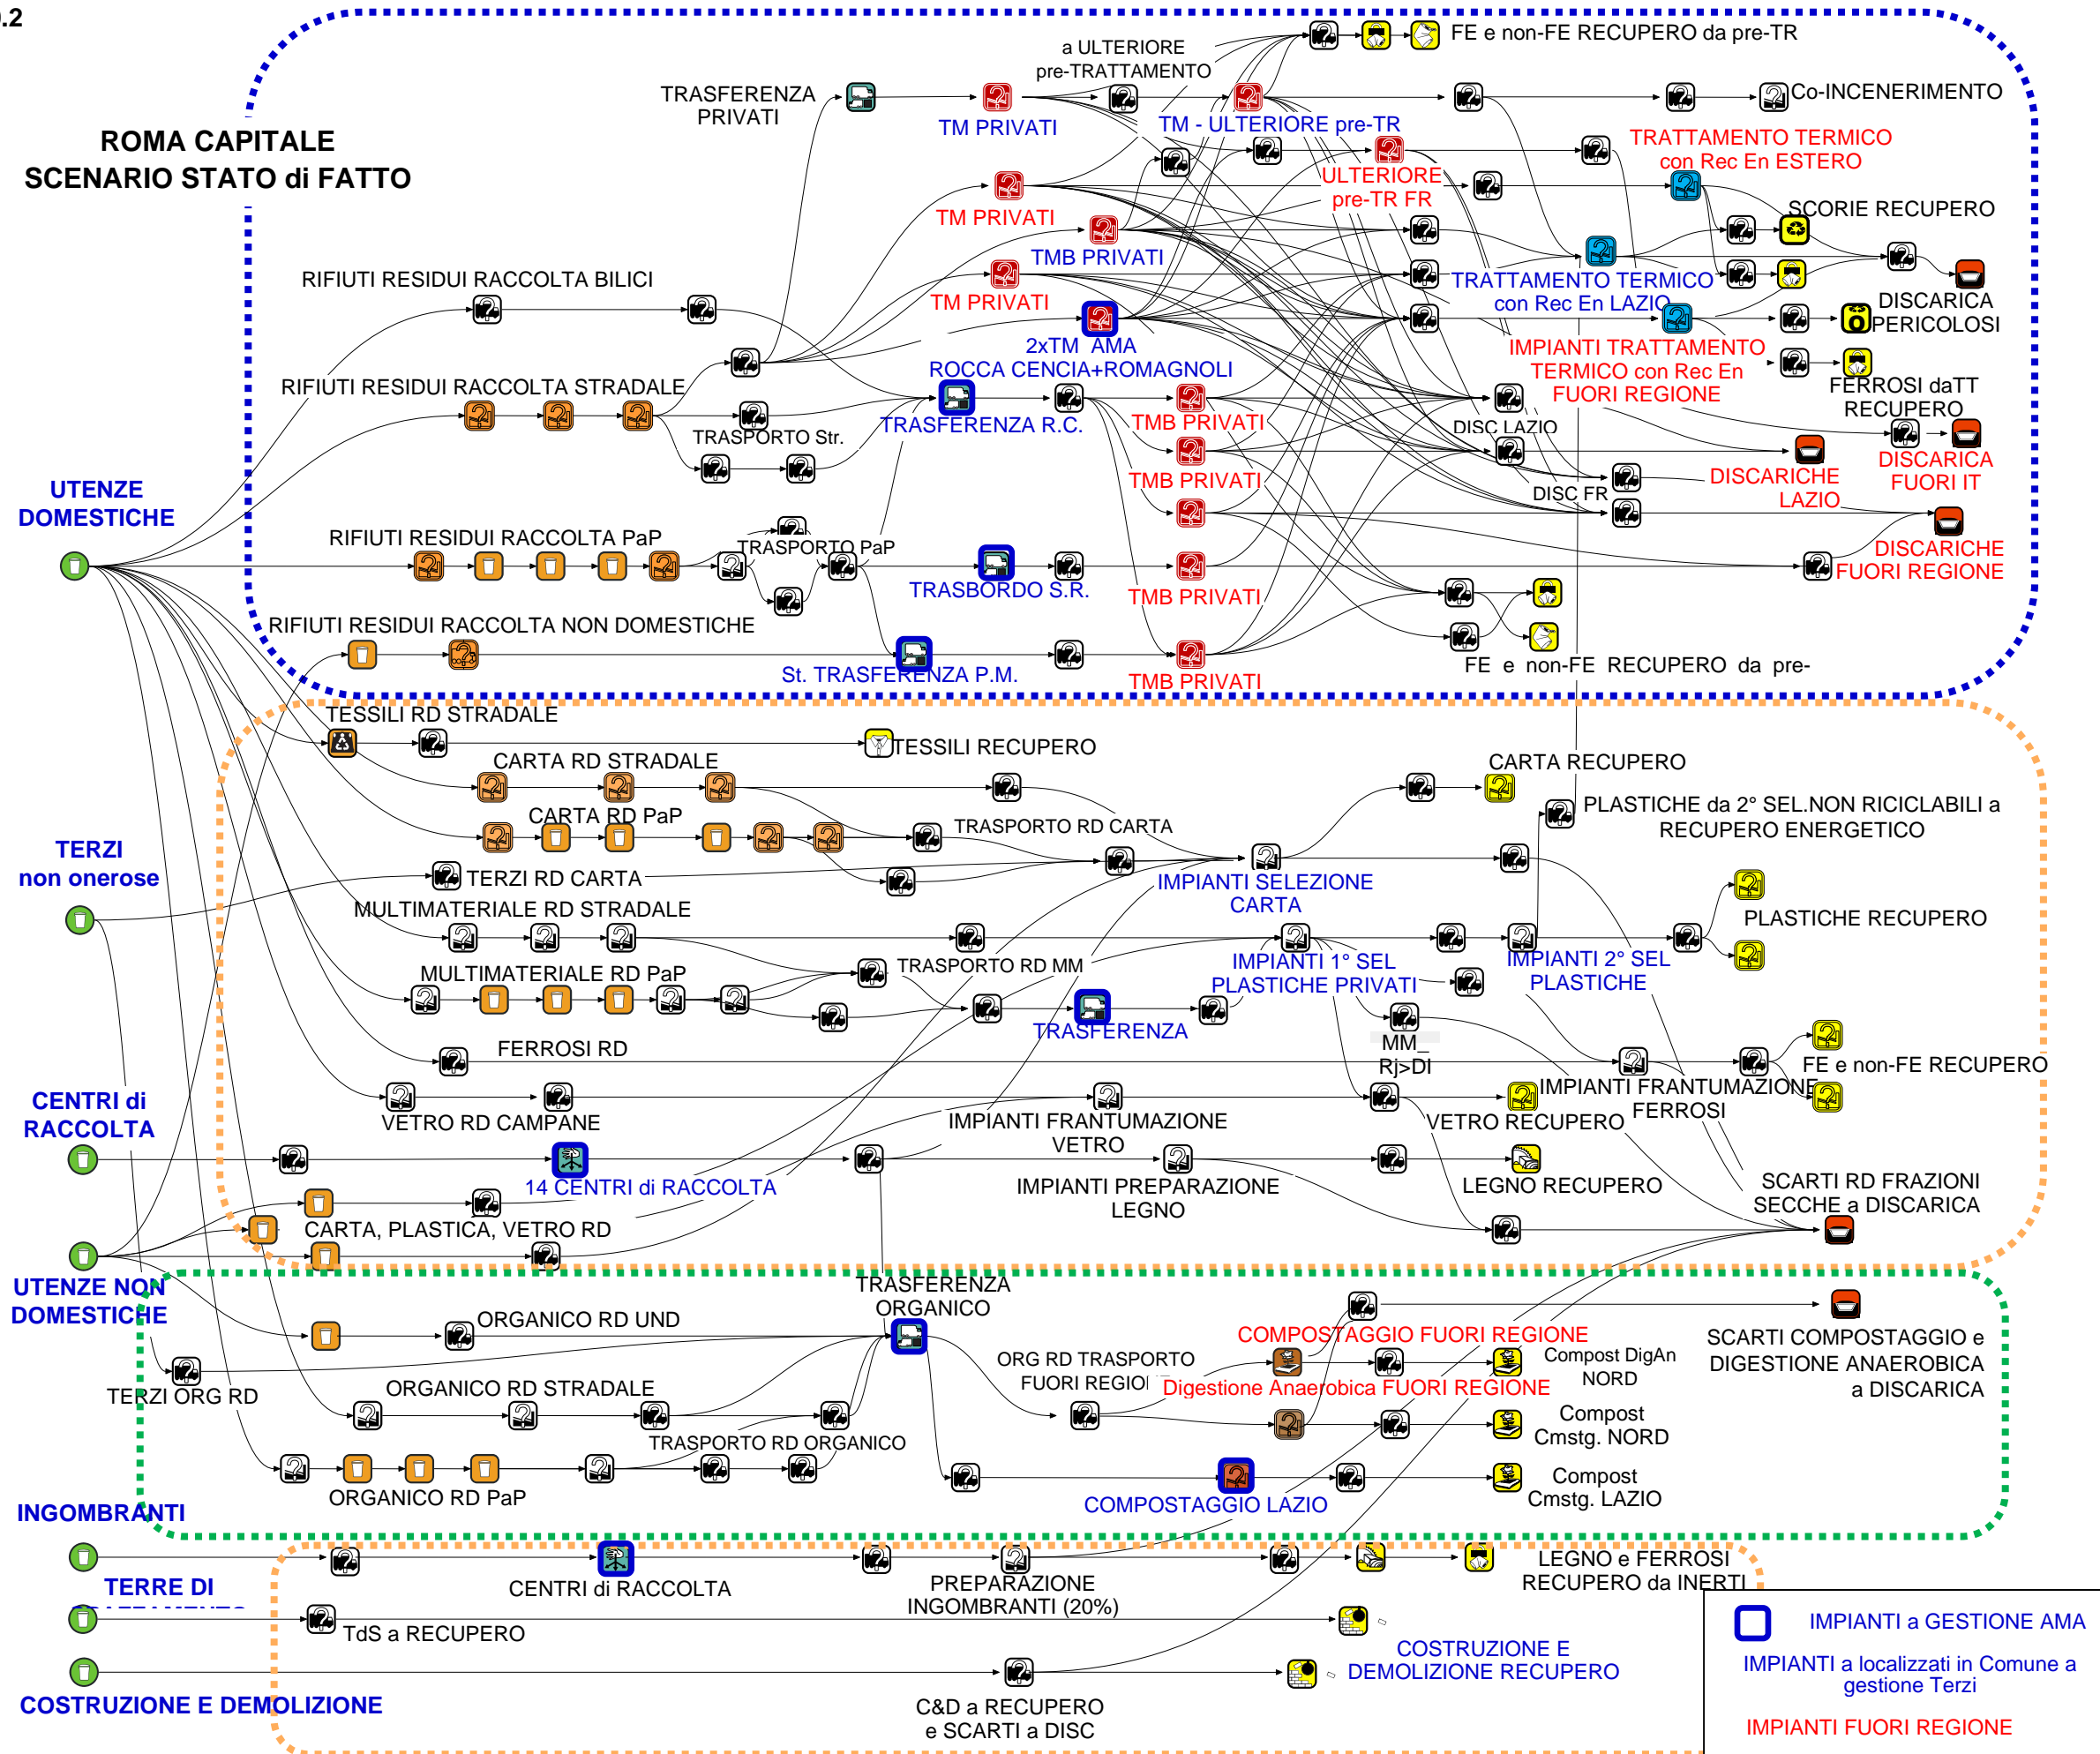 .2
ROMA CAPITALE
SCENARIO STATO di FATTO
a ULTERIORE
pre-TRATTAMENTO
FE e non-FE RECUPERO da pre-TR
TRASFERENZA
PRIVATI
TM PRIVATI
TM - ULTERIORE pre-TR
Co-INCENERIMENTO
TRATTAMENTO TERMICO
con Rec En ESTERO
ULTERIORE
pre-TR FR
TM PRIVATI
SCORIE RECUPERO
TMB PRIVATI
RIFIUTI RESIDUI RACCOLTA BILICI
TM PRIVATI
TRATTAMENTO TERMICO
con Rec En LAZIO
DISCARICA
PERICOLOSI
2xTM AMA
ROCCA CENCIA+ROMAGNOLI
IMPIANTI TRATTAMENTO
TERMICO con Rec En
FUORI REGIONE
RIFIUTI RESIDUI RACCOLTA STRADALE
FERROSI daTT
RECUPERO
TRASFERENZA R.C.
TMB PRIVATI
DISC LAZIO
TRASPORTO Str.
TMB PRIVATI
DISCARICA
FUORI IT
DISCARICHE
LAZIO
DISC FR
UTENZE
DOMESTICHE
RIFIUTI RESIDUI RACCOLTA PaP
TRASPORTO PaP
DISCARICHE
FUORI REGIONE
TRASBORDO S.R.
TMB PRIVATI
RIFIUTI RESIDUI RACCOLTA NON DOMESTICHE
St. TRASFERENZA P.M.
TMB PRIVATI
FE e non-FE RECUPERO da pre-
TESSILI RD STRADALE
TESSILI RECUPERO
CARTA RD STRADALE
CARTA RECUPERO
CARTA RD PaP
TRASPORTO RD CARTA
PLASTICHE da 2° SEL.NON RICICLABILI a
RECUPERO ENERGETICO
TERZI
non onerose
TERZI RD CARTA
IMPIANTI SELEZIONE
CARTA
MULTIMATERIALE RD STRADALE
PLASTICHE RECUPERO
MULTIMATERIALE RD PaP
TRASPORTO RD MM
IMPIANTI 1° SEL
PLASTICHE PRIVATI
IMPIANTI 2° SEL
PLASTICHE
TRASFERENZA
FERROSI RD
MM_
Rj>DI
FE e non-FE RECUPERO
IMPIANTI FRANTUMAZIONE
FERROSI
CENTRI di
RACCOLTA
VETRO RD CAMPANE
IMPIANTI FRANTUMAZIONE
VETRO
VETRO RECUPERO
14 CENTRI di RACCOLTA
IMPIANTI PREPARAZIONE
LEGNO
LEGNO RECUPERO
SCARTI RD FRAZIONI
SECCHE a DISCARICA
CARTA, PLASTICA, VETRO RD
UTENZE NON
DOMESTICHE
TRASFERENZA
ORGANICO
ORGANICO RD UND
COMPOSTAGGIO FUORI REGIONE
SCARTI COMPOSTAGGIO e
DIGESTIONE ANAEROBICA
a DISCARICA
ORG RD TRASPORTO
FUORI REGIO
Compost DigAn
NORD
TERZI ORG RD
ORGANICO RD STRADALE
Digestione Anaerobica FUORI REGIONE
Compost
Cmstg. NORD
TRASPORTO RD ORGANICO
ORGANICO RD PaP
COMPOSTAGGIO LAZIO
Compost
Cmstg. LAZIO
INGOMBRANTI
CENTRI di RACCOLTA
PREPARAZIONE
INGOMBRANTI (20%)
LEGNO e FERROSI
RECUPERO da INERTI
TERRE DI
TdS a RECUPERO
COSTRUZIONE E
DEMOLIZIONE RECUPERO
COSTRUZIONE E DEMOLIZIONE
C&D a RECUPERO
e SCARTI a DISC
IMPIANTI a GESTIONE AMA
IMPIANTI a localizzati in Comune a
gestione Terzi
IMPIANTI FUORI REGIONE